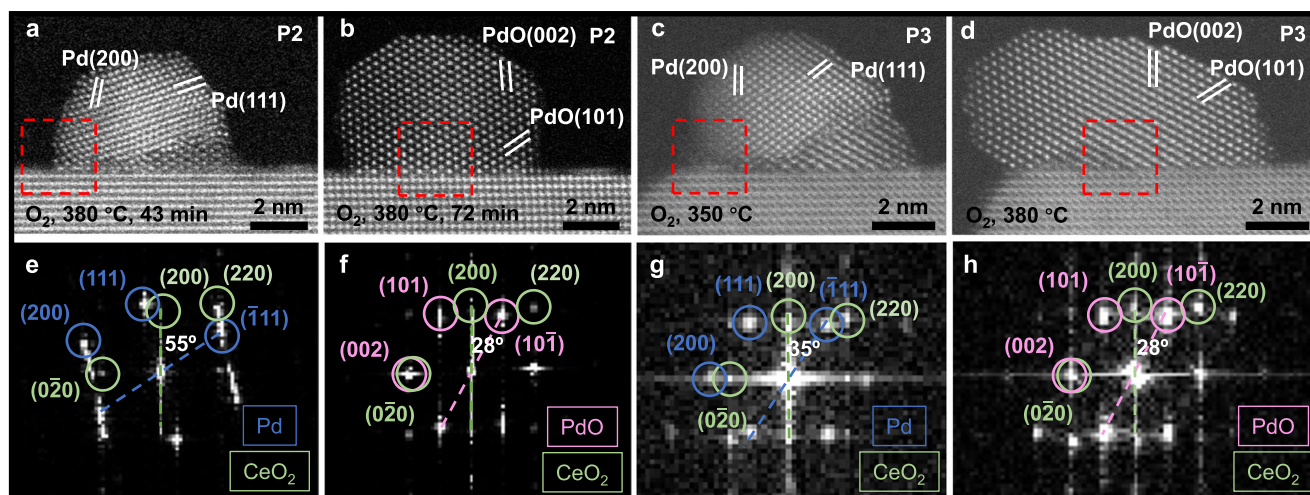 a
P2
Pd(200)
Pd(111)
O₂, 380 °C, 43 min
2 nm
b
PdO(002)
P2
PdO(101)
O₂, 380 °C, 72 min
2 nm
c
P3
Pd(200)
Pd(111)
O₂, 350 °C
2 nm
d
PdO(002)
P3
PdO(101)
O₂, 380 °C
2 nm
e
(111)
(200)
(220)
(200)
(1̅11)
55º
(02̅0)
Pd
CeO₂
f
(200)
(101)
(220)
(002)
28º
(101̅)
(02̅0)
PdO
CeO₂
g
(200)
(111)
(1̅11)
(220)
35º
(200)
(02̅0)
Pd
CeO₂
h
(200)
(101)
(101̅)
(220)
28º
(002)
(02̅0)
PdO
CeO₂